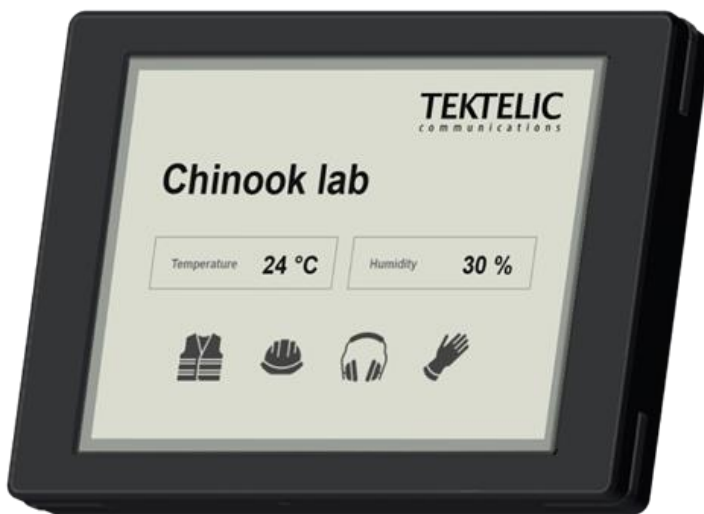 TEKTELIC
communications
Chinook lab
Temperature 24 °C Humidity 30 %